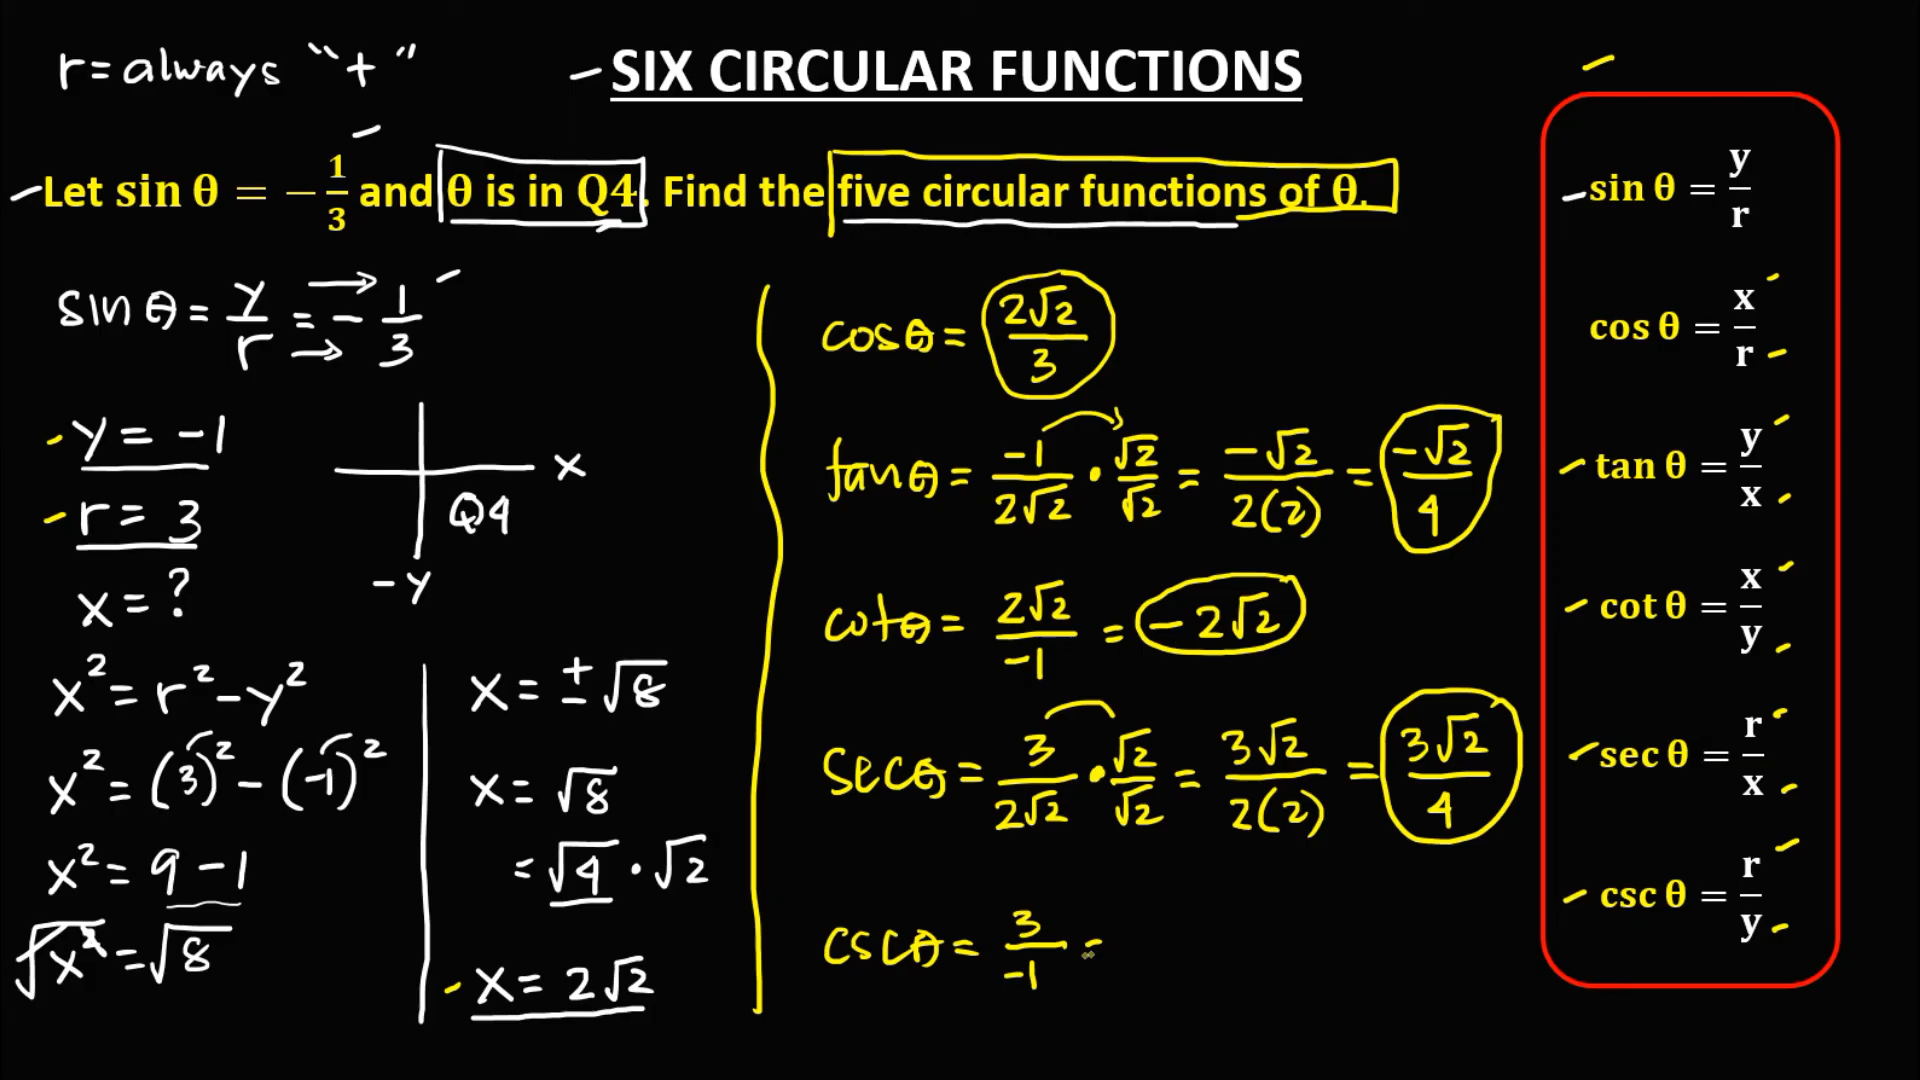 r = always "+"
SIX CIRCULAR FUNCTIONS
Let sin θ = −1/3 and θ is in Q4. Find the five circular functions of θ.
sin θ = y/r = −1/3
y = −1
r = 3
x = ?
x
Q4
−y
x² = r² − y²
x² = (3)² − (−1)²
x² = 9 − 1
√x² = √8
x = ±√8
x = √8
= √4 · √2
x = 2√2
cos θ = 2√2/3
tan θ = −1/2√2 · √2/√2 = −√2/2(2) = −√2/4
cot θ = 2√2/−1 = −2√2
sec θ = 3/2√2 · √2/√2 = 3√2/2(2) = 3√2/4
csc θ = 3/−1 =
sin θ = y/r
cos θ = x/r
tan θ = y/x
cot θ = x/y
sec θ = r/x
csc θ = r/y